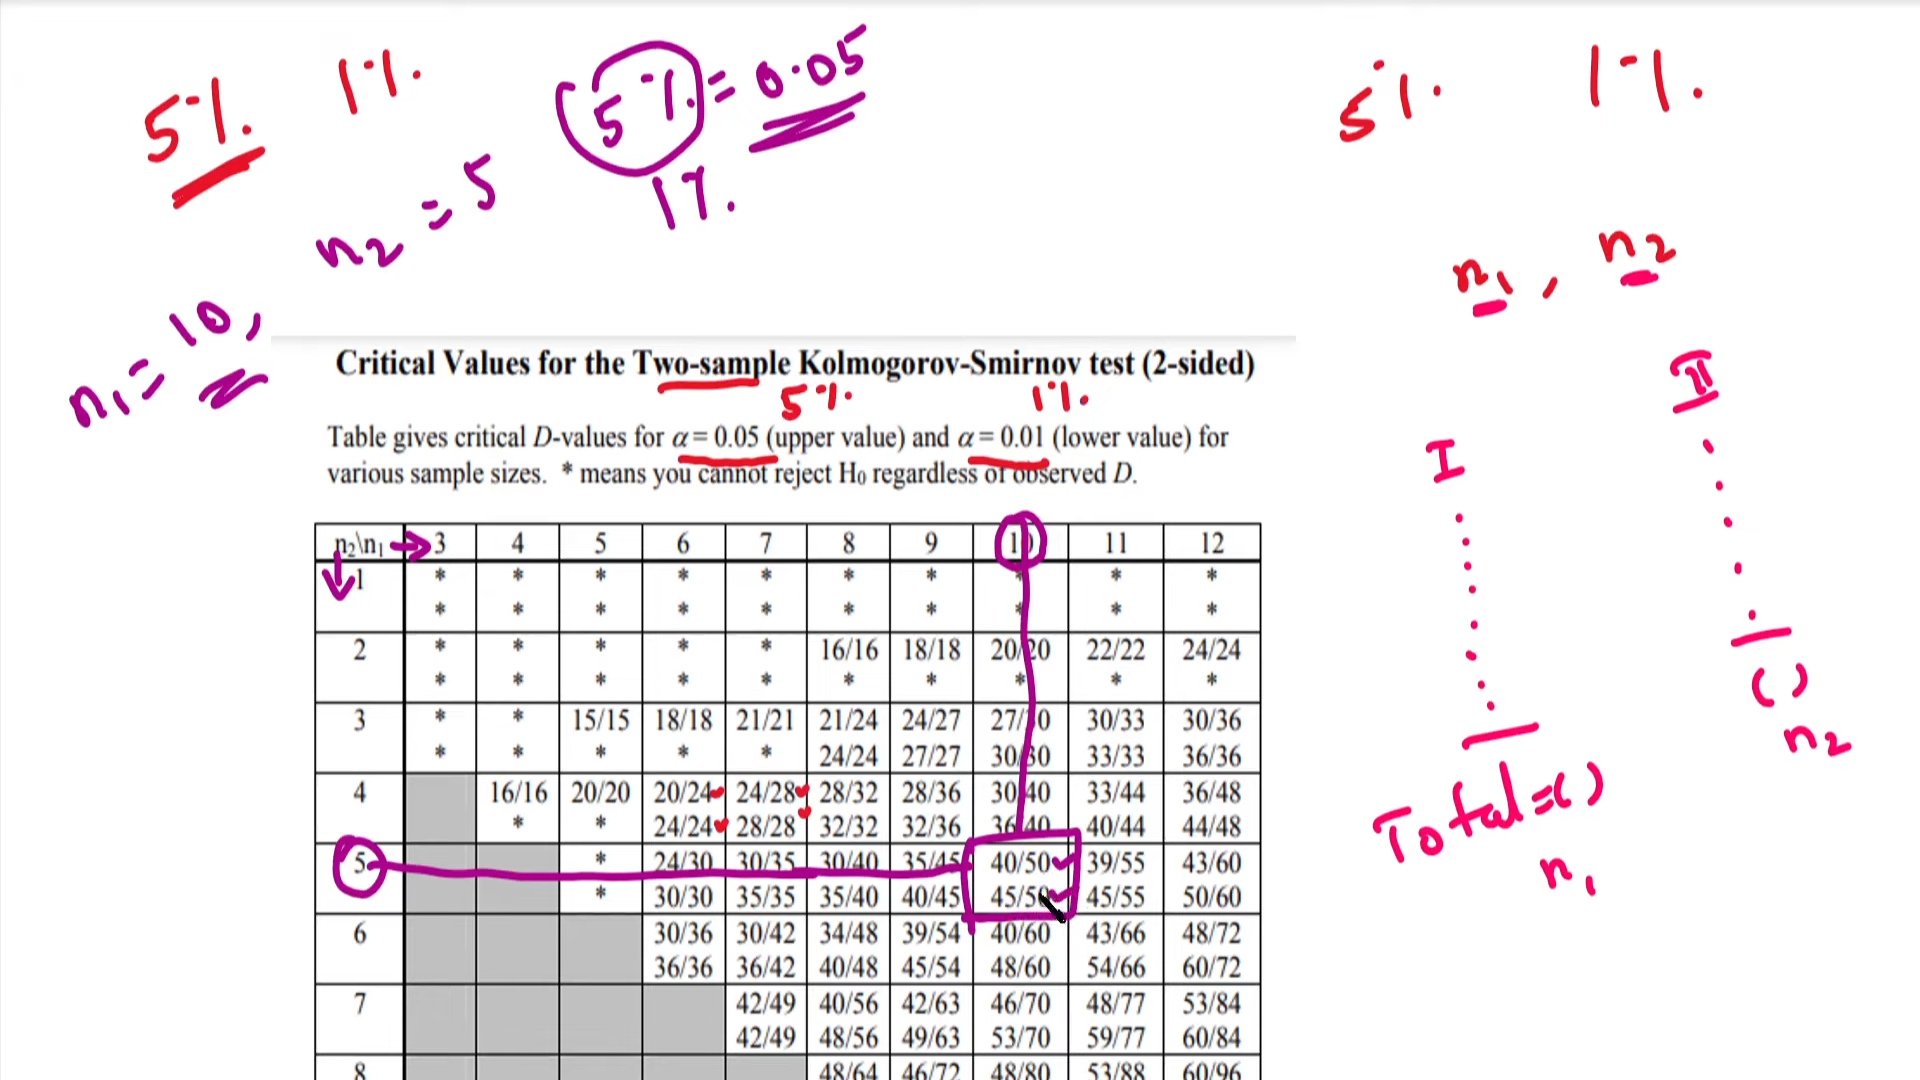 5% 1% 5% = 0.05 5% 1%
1%
n2 = 5
n1, n2
n1 = 10,
II
Critical Values for the Two-sample Kolmogorov-Smirnov test (2-sided)
5% 1%
Table gives critical D-values for α = 0.05 (upper value) and α = 0.01 (lower value) for
various sample sizes. * means you cannot reject H0 regardless of observed D.
I
n2\n1 3 4 5 6 7 8 9 10 11 12
1 * * * * * * * * * *
* * * * * * * * * *
2 * * * * * 16/16 18/18 20/20 22/22 24/24
* * * * * * * * * *
3 * * 15/15 18/18 21/21 21/24 24/27 27/30 30/33 30/36
* * * * * 24/24 27/27 30/30 33/33 36/36
( )
n2
4 16/16 20/20 20/24 24/28 28/32 28/36 30/40 33/44 36/48
* * 24/24 28/28 32/32 32/36 36/40 40/44 44/48
Total = ( )
n1
5 * 24/30 30/35 30/40 35/45 40/50 39/55 43/60
* 30/30 35/35 35/40 40/45 45/50 45/55 50/60
6 30/36 30/42 34/48 39/54 40/60 43/66 48/72
36/36 36/42 40/48 45/54 48/60 54/66 60/72
7 42/49 40/56 42/63 46/70 48/77 53/84
42/49 48/56 49/63 53/70 59/77 60/84
8 48/64 46/72 48/80 53/88 60/96